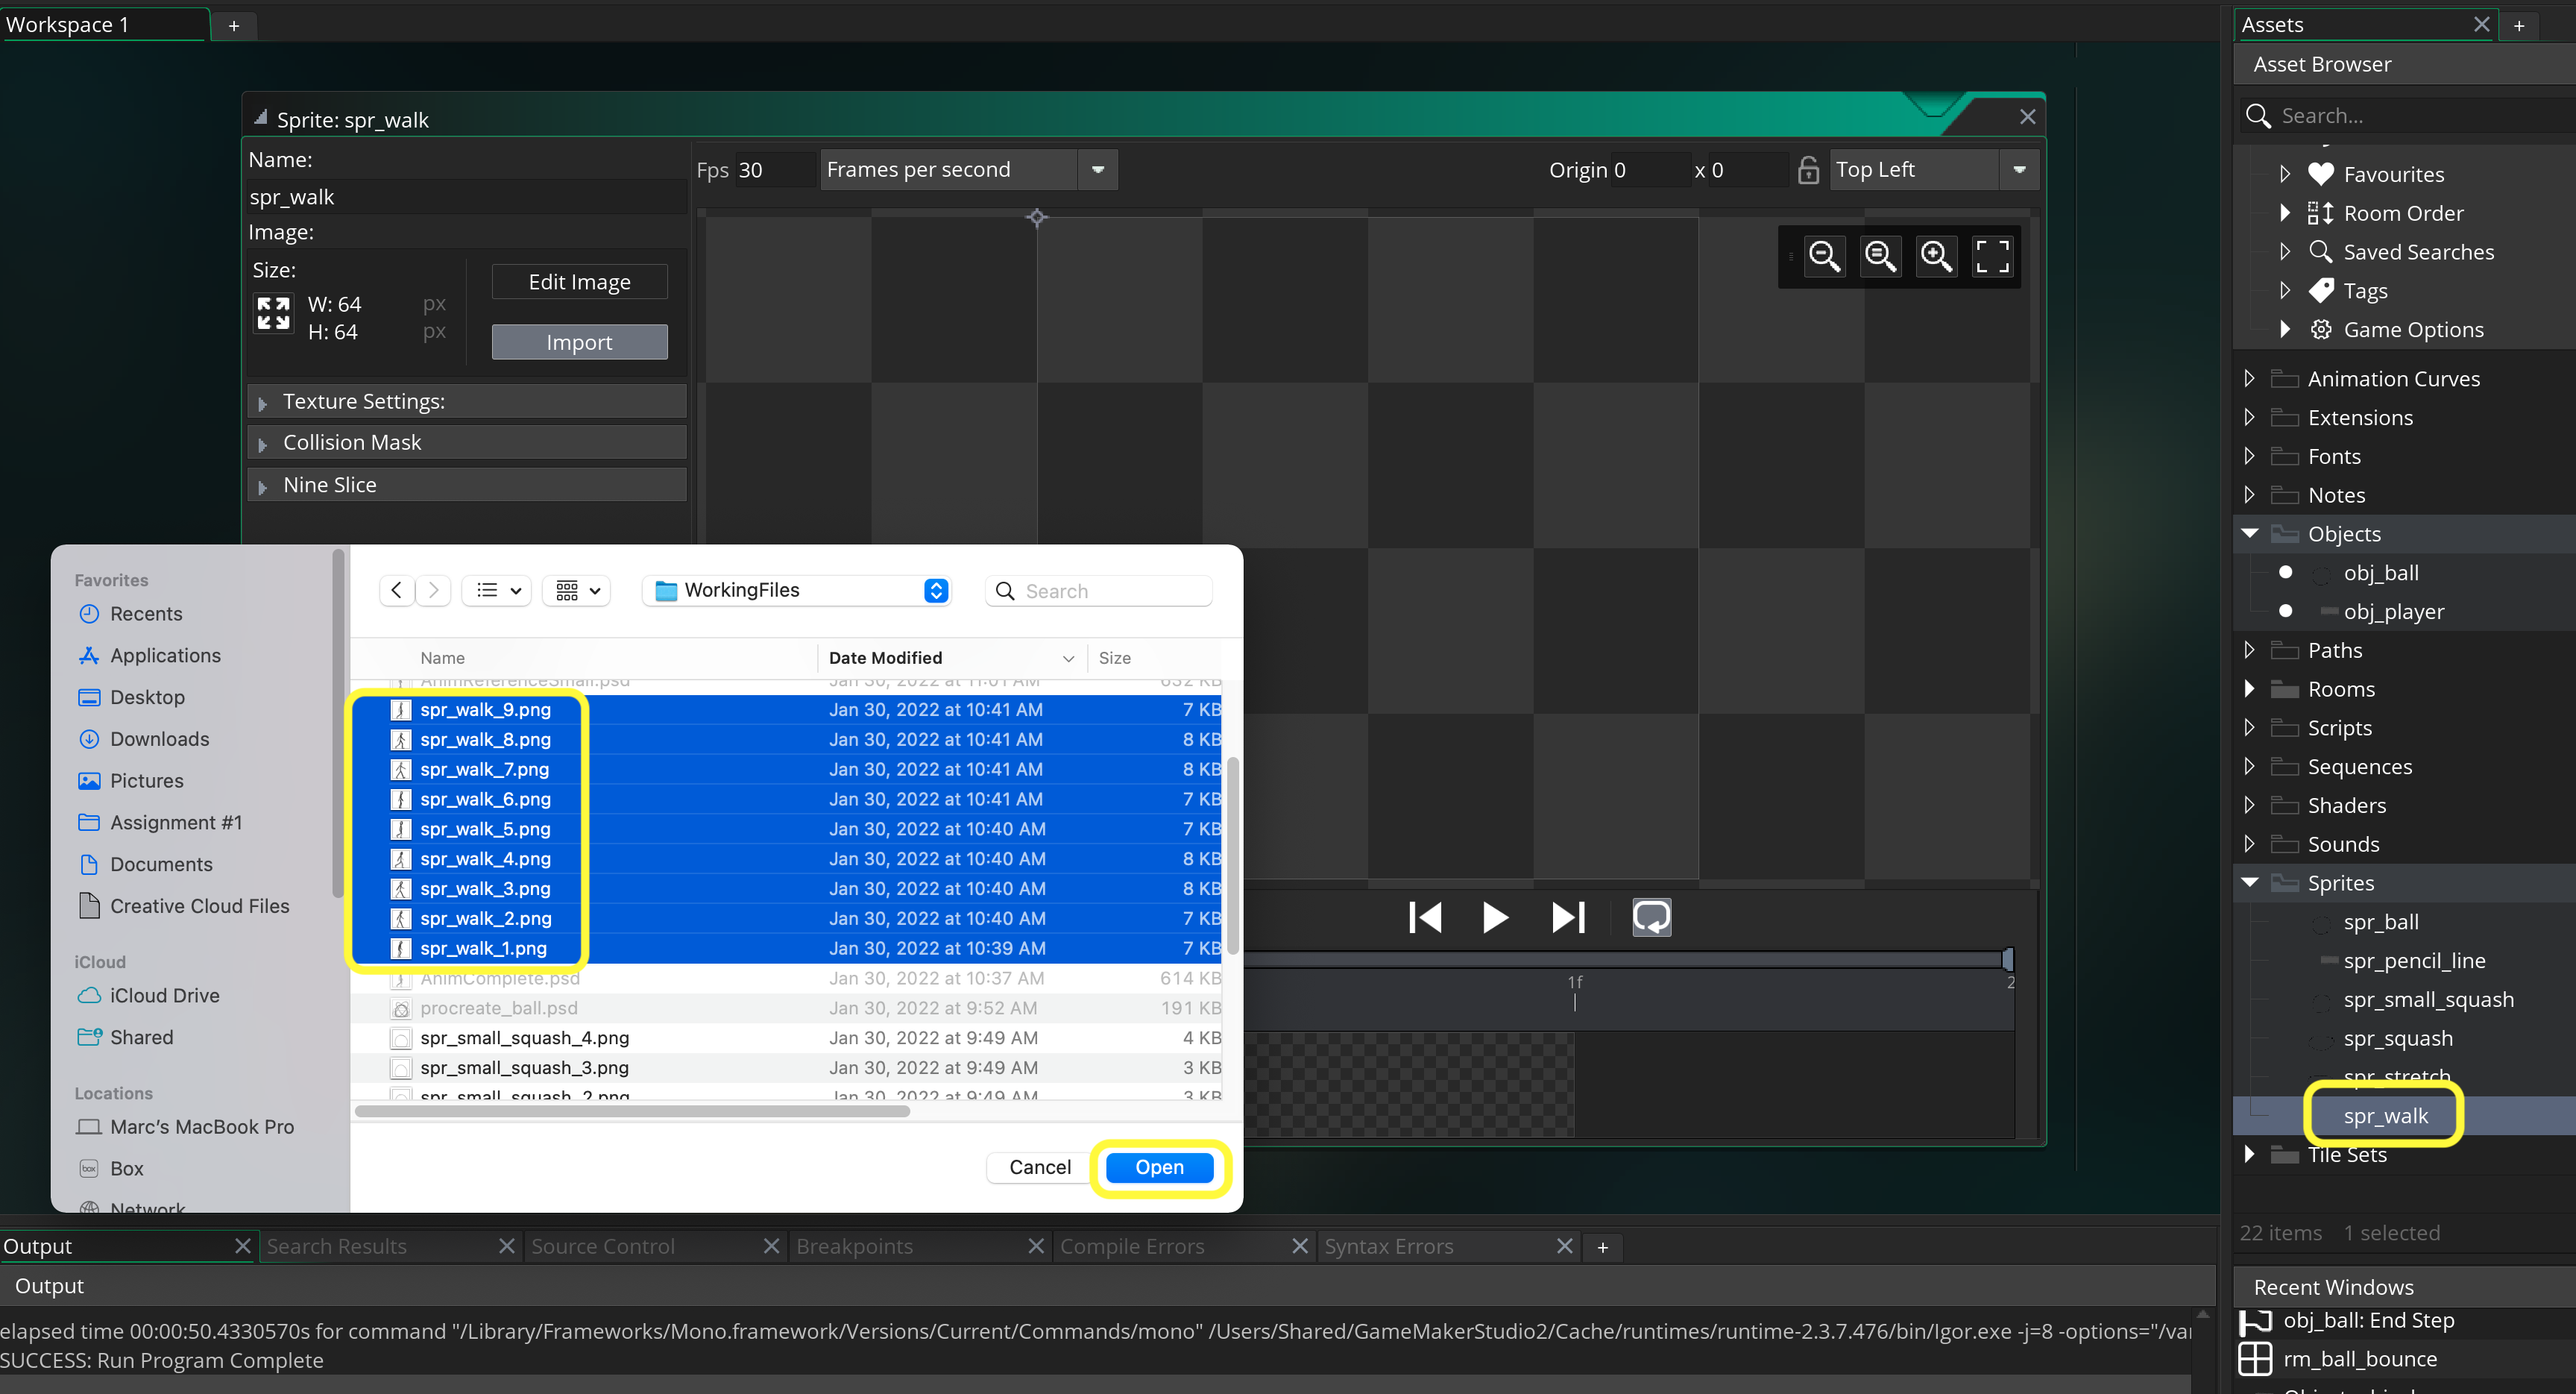 Workspace 1
+
Sprite: spr_walk
Name:
spr_walk
Image:
Size:
W: 64 px
H: 64 px
Edit Image
Import
Texture Settings:
Collision Mask
Nine Slice
Fps 30 Frames per second
Origin 0 x 0 Top Left
Favorites
Recents
Applications
Desktop
Downloads
Pictures
Assignment #1
Documents
Creative Cloud Files
iCloud
iCloud Drive
Shared
Locations
Marc's MacBook Pro
Box
Network
WorkingFiles
Search
Name Date Modified Size
AnimReferenceSmall.psd Jan 30, 2022 at 11:01 AM 632 KB
spr_walk_9.png Jan 30, 2022 at 10:41 AM 7 KB
spr_walk_8.png Jan 30, 2022 at 10:41 AM 8 KB
spr_walk_7.png Jan 30, 2022 at 10:41 AM 8 KB
spr_walk_6.png Jan 30, 2022 at 10:41 AM 7 KB
spr_walk_5.png Jan 30, 2022 at 10:40 AM 7 KB
spr_walk_4.png Jan 30, 2022 at 10:40 AM 8 KB
spr_walk_3.png Jan 30, 2022 at 10:40 AM 8 KB
spr_walk_2.png Jan 30, 2022 at 10:40 AM 7 KB
spr_walk_1.png Jan 30, 2022 at 10:39 AM 7 KB
AnimComplete.psd Jan 30, 2022 at 10:37 AM 614 KB
procreate_ball.psd Jan 30, 2022 at 9:52 AM 191 KB
spr_small_squash_4.png Jan 30, 2022 at 9:49 AM 4 KB
spr_small_squash_3.png Jan 30, 2022 at 9:49 AM 3 KB
spr_small_squash_2.png Jan 30, 2022 at 9:49 AM 3 KB
Cancel
Open
1f
2
Assets
+
Asset Browser
Search...
Favourites
Room Order
Saved Searches
Tags
Game Options
Animation Curves
Extensions
Fonts
Notes
Objects
obj_ball
obj_player
Paths
Rooms
Scripts
Sequences
Shaders
Sounds
Sprites
spr_ball
spr_pencil_line
spr_small_squash
spr_squash
spr_stretch
spr_walk
Tile Sets
22 items 1 selected
Recent Windows
obj_ball: End Step
rm_ball_bounce
Output
Search Results
Source Control
Breakpoints
Compile Errors
Syntax Errors
+
Output
elapsed time 00:00:50.4330570s for command "/Library/Frameworks/Mono.framework/Versions/Current/Commands/mono" /Users/Shared/GameMakerStudio2/Cache/runtimes/runtime-2.3.7.476/bin/Igor.exe -j=8 -options="/var
SUCCESS: Run Program Complete